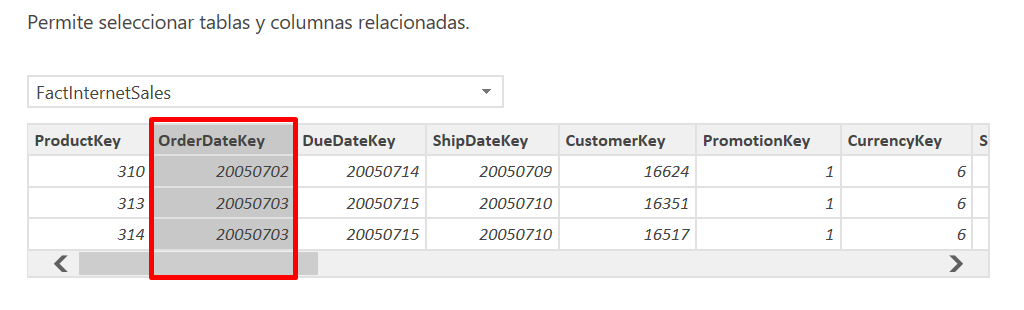 Permite seleccionar tablas y columnas relacionadas.
FactInternetSales
ProductKey OrderDateKey DueDateKey ShipDateKey CustomerKey PromotionKey CurrencyKey S
310 20050702 20050714 20050709 16624 1 6
313 20050703 20050715 20050710 16351 1 6
314 20050703 20050715 20050710 16517 1 6